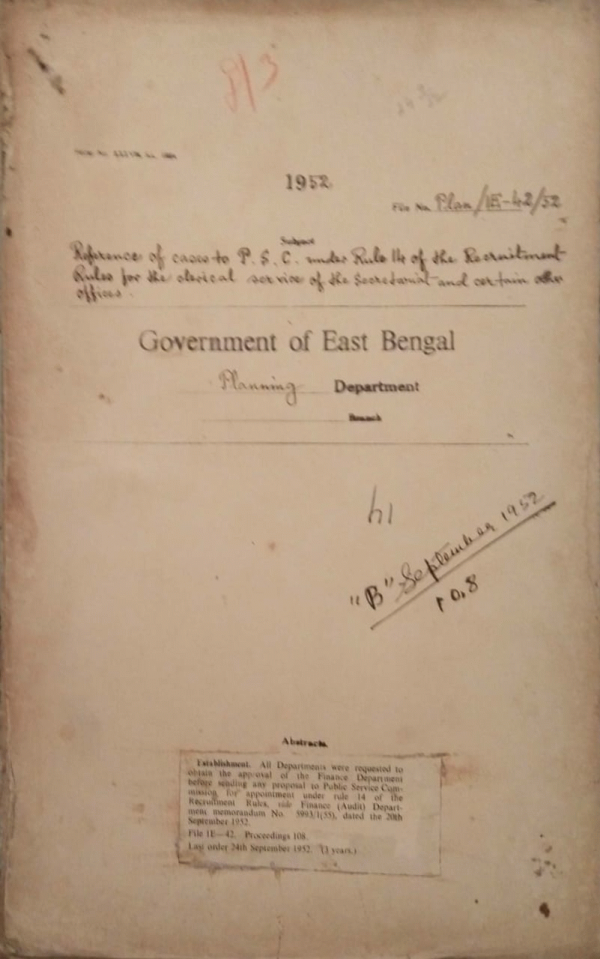 8/3
1952
File No. Plan/1E-42/52
Subject
Reference of cases to P. S. C. under Rule 14 of the Recruitment
Rules for the clerical service of the Secretariat and certain other
offices.
Government of East Bengal
Planning Department
Branch
14
"B" September 1952
108
Abstracts.
Establishment. All Departments were requested to
obtain the approval of the Finance Department
before sending any proposal to Public Service Com-
mission for appointment under rule 14 of the
Recruitment Rules, vide Finance (Audit) Depart-
ment memorandum No. 5993/1(55), dated the 20th
September 1952.
File 1E—42. Proceedings 108.
Last order 24th September 1952. (3 years.)